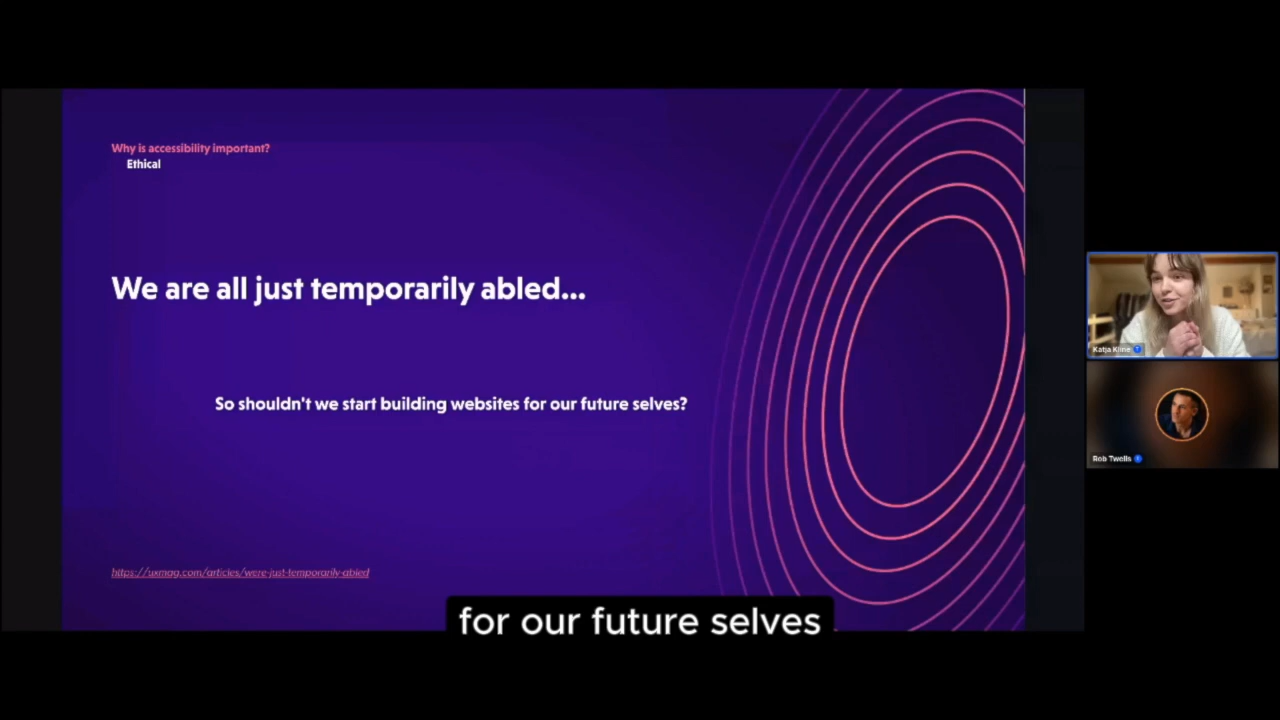 Why is accessibility important?
Ethical
We are all just temporarily abled...
So shouldn't we start building websites for our future selves?
https://uxmag.com/articles/were-just-temporarily-abled
for our future selves
Katja Kline
Rob Twells